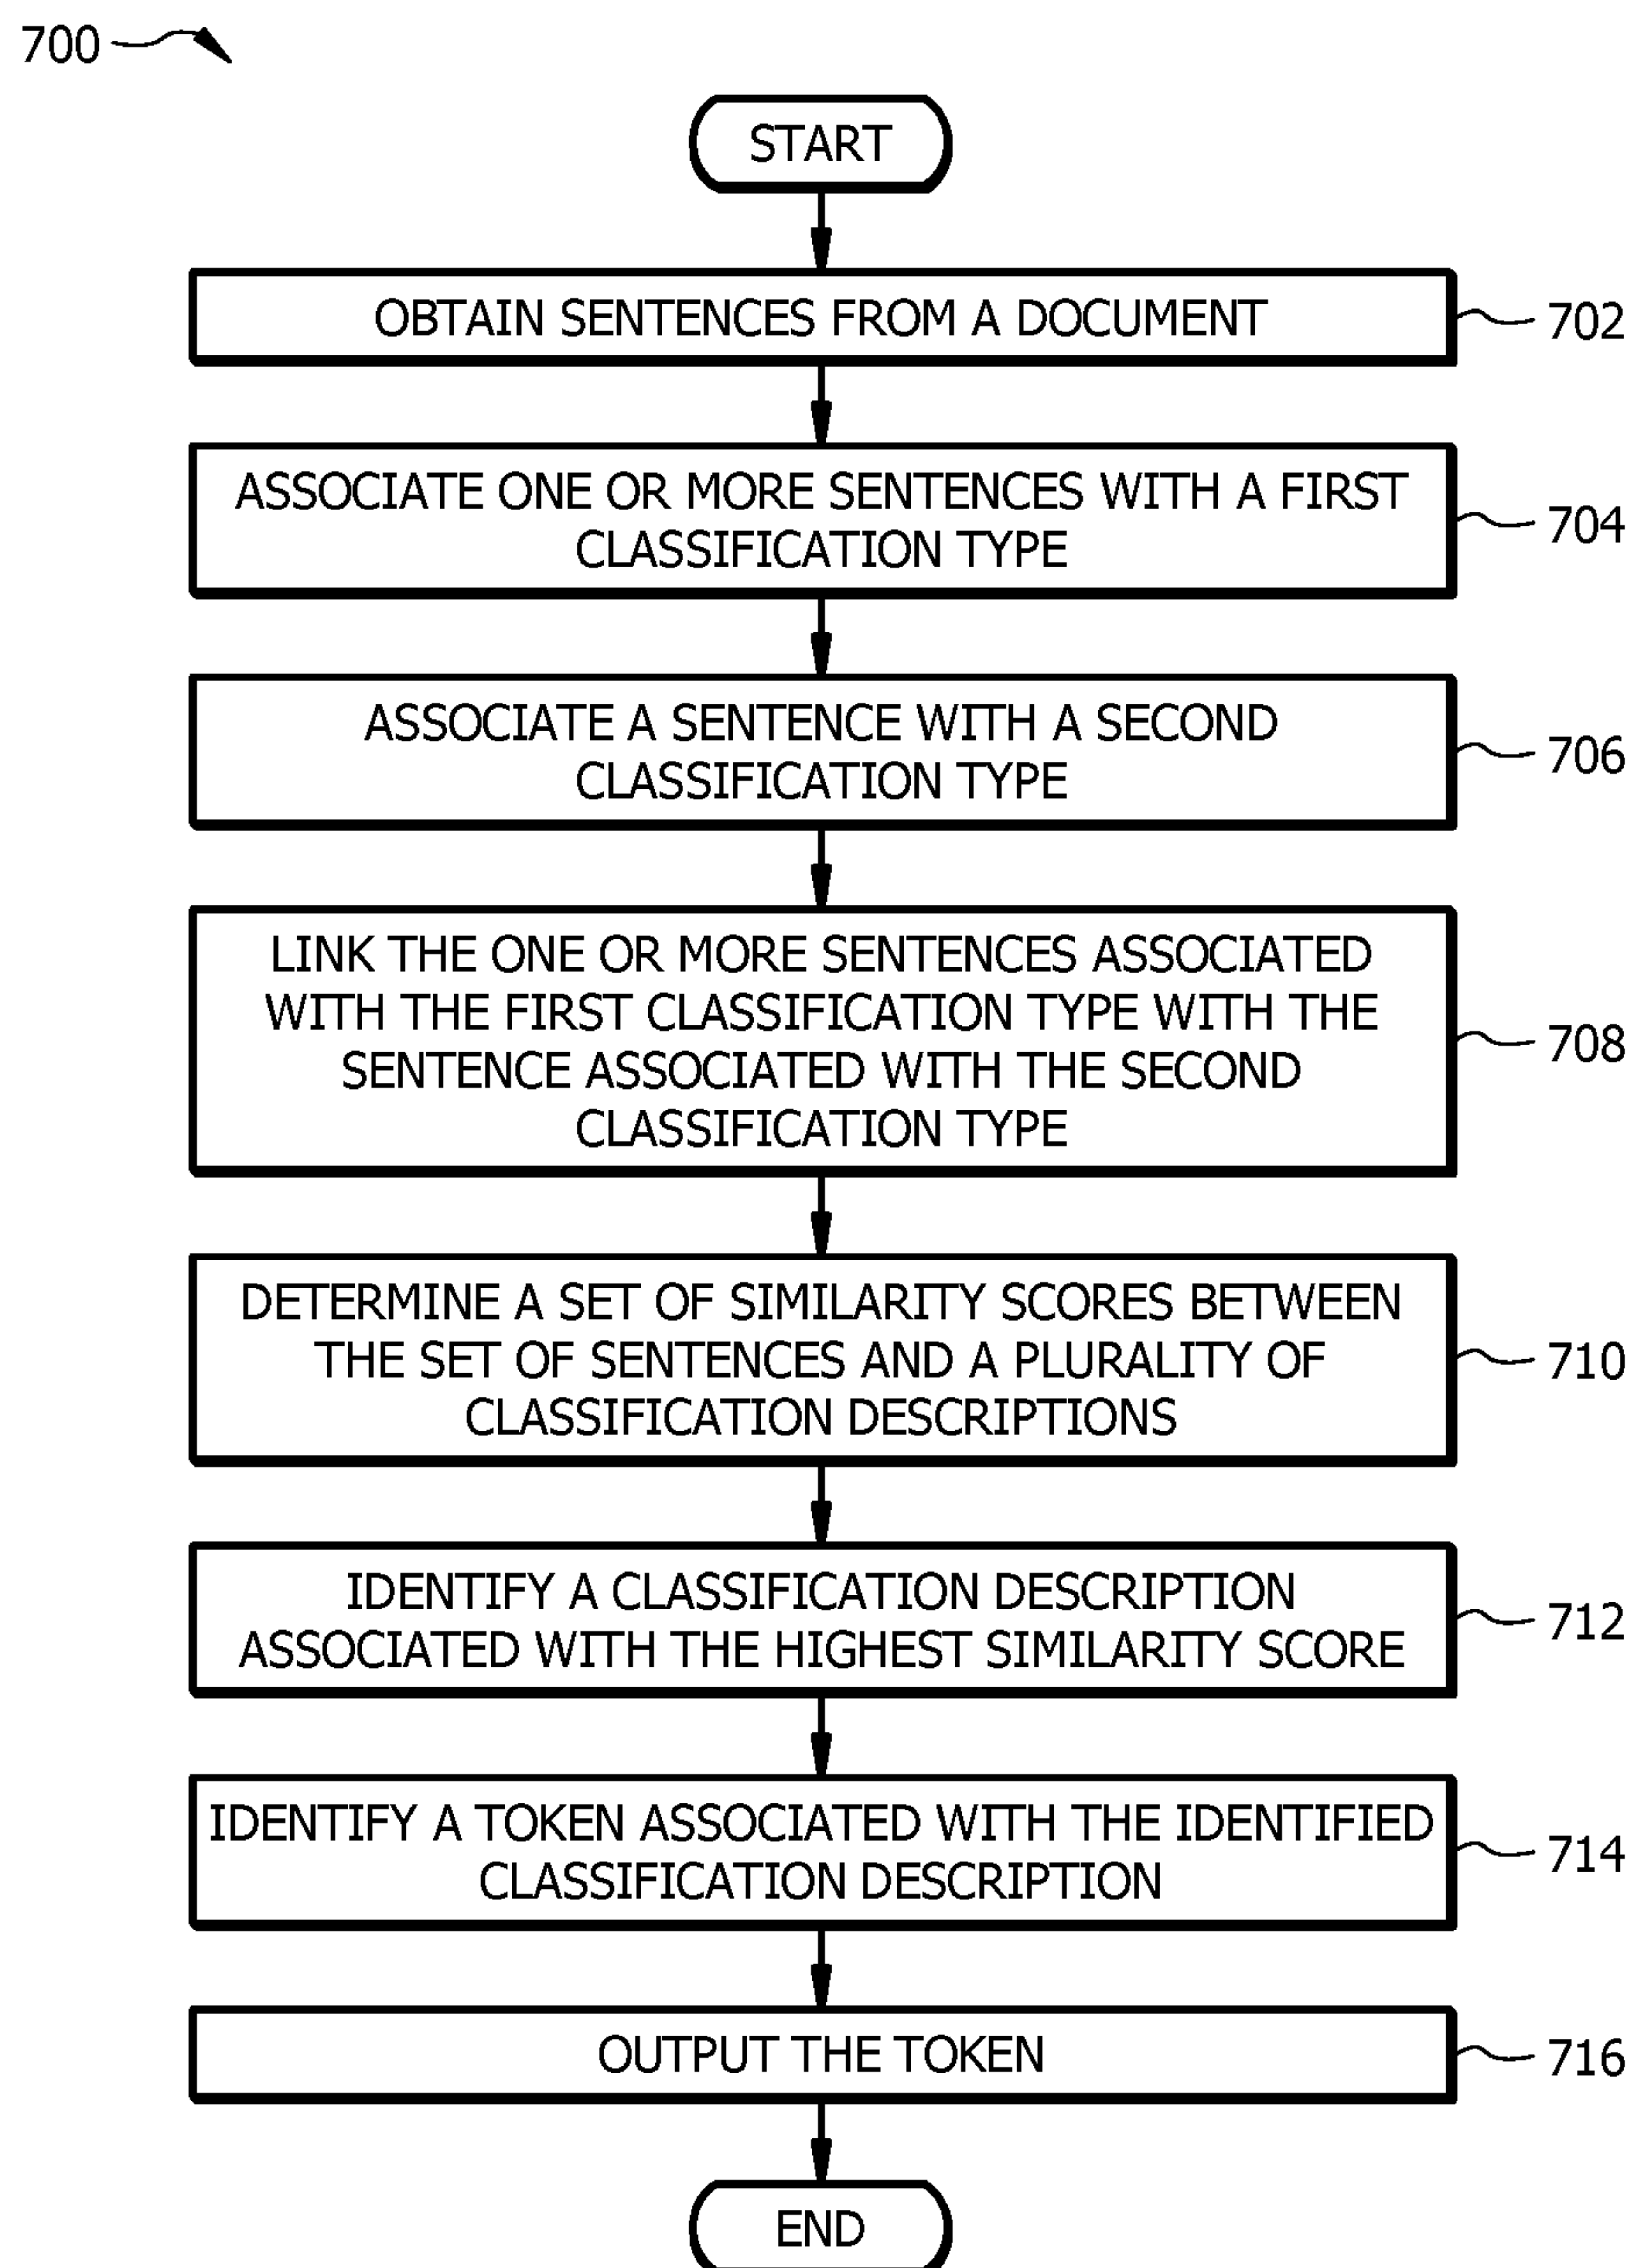 700
START
OBTAIN SENTENCES FROM A DOCUMENT
702
ASSOCIATE ONE OR MORE SENTENCES WITH A FIRST
CLASSIFICATION TYPE
704
ASSOCIATE A SENTENCE WITH A SECOND
CLASSIFICATION TYPE
706
LINK THE ONE OR MORE SENTENCES ASSOCIATED
WITH THE FIRST CLASSIFICATION TYPE WITH THE
SENTENCE ASSOCIATED WITH THE SECOND
CLASSIFICATION TYPE
708
DETERMINE A SET OF SIMILARITY SCORES BETWEEN
THE SET OF SENTENCES AND A PLURALITY OF
CLASSIFICATION DESCRIPTIONS
710
IDENTIFY A CLASSIFICATION DESCRIPTION
ASSOCIATED WITH THE HIGHEST SIMILARITY SCORE
712
IDENTIFY A TOKEN ASSOCIATED WITH THE IDENTIFIED
CLASSIFICATION DESCRIPTION
714
OUTPUT THE TOKEN
716
END